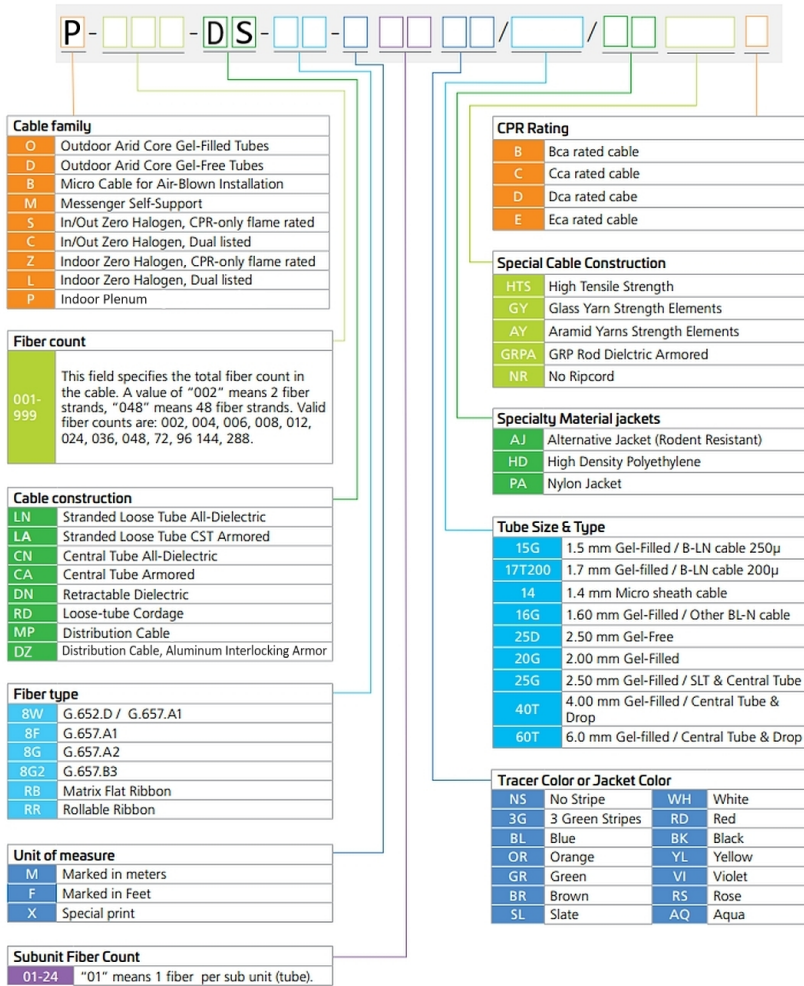 P - - DS - - / /
Cable family
O Outdoor Arid Core Gel-Filled Tubes
D Outdoor Arid Core Gel-Free Tubes
B Micro Cable for Air-Blown Installation
M Messenger Self-Support
S In/Out Zero Halogen, CPR-only flame rated
C In/Out Zero Halogen, Dual listed
Z Indoor Zero Halogen, CPR-only flame rated
L Indoor Zero Halogen, Dual listed
P Indoor Plenum
Fiber count
001-
999
This field specifies the total fiber count in
the cable. A value of “002” means 2 fiber
strands, “048” means 48 fiber strands. Valid
fiber counts are: 002, 004, 006, 008, 012,
024, 036, 048, 72, 96 144, 288.
Cable construction
LN Stranded Loose Tube All-Dielectric
LA Stranded Loose Tube CST Armored
CN Central Tube All-Dielectric
CA Central Tube Armored
DN Retractable Dielectric
RD Loose-tube Cordage
MP Distribution Cable
DZ Distribution Cable, Aluminum Interlocking Armor
Fiber type
8W G.652.D / G.657.A1
8F G.657.A1
8G G.657.A2
8G2 G.657.B3
RB Matrix Flat Ribbon
RR Rollable Ribbon
Unit of measure
M Marked in meters
F Marked in Feet
X Special print
Subunit Fiber Count
01-24 “01” means 1 fiber per sub unit (tube).
CPR Rating
B Bca rated cable
C Cca rated cable
D Dca rated cabe
E Eca rated cable
Special Cable Construction
HTS High Tensile Strength
GY Glass Yarn Strength Elements
AY Aramid Yarns Strength Elements
GRPA GRP Rod Dielctric Armored
NR No Ripcord
Specialty Material jackets
AJ Alternative Jacket (Rodent Resistant)
HD High Density Polyethylene
PA Nylon Jacket
Tube Size & Type
15G 1.5 mm Gel-Filled / B-LN cable 250µ
17T200 1.7 mm Gel-filled / B-LN cable 200µ
14 1.4 mm Micro sheath cable
16G 1.60 mm Gel-Filled / Other BL-N cable
25D 2.50 mm Gel-Free
20G 2.00 mm Gel-Filled
25G 2.50 mm Gel-Filled / SLT & Central Tube
40T 4.00 mm Gel-Filled / Central Tube &
Drop
60T 6.0 mm Gel-filled / Central Tube & Drop
Tracer Color or Jacket Color
NS No Stripe WH White
3G 3 Green Stripes RD Red
BL Blue BK Black
OR Orange YL Yellow
GR Green VI Violet
BR Brown RS Rose
SL Slate AQ Aqua